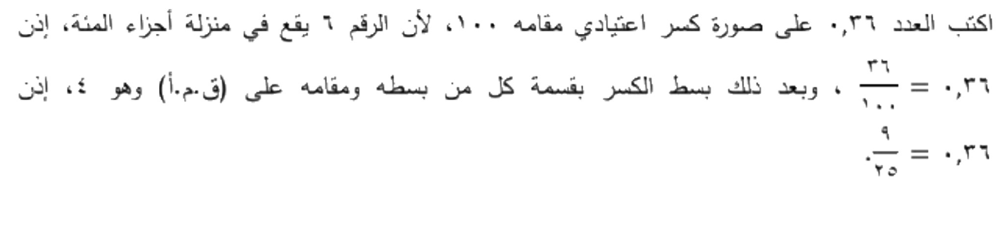 اكتب العدد ٠,٣٦ على صورة كسر اعتيادي مقامه ١٠٠، لأن الرقم ٦ يقع في منزلة أجزاء المئة، إذن
٠,٣٦ = ٣٦/١٠٠ ، وبعد ذلك بسط الكسر بقسمة كل من بسطه ومقامه على (ق.م.أ) وهو ٤، إذن
٠,٣٦ = ٩/٢٥.